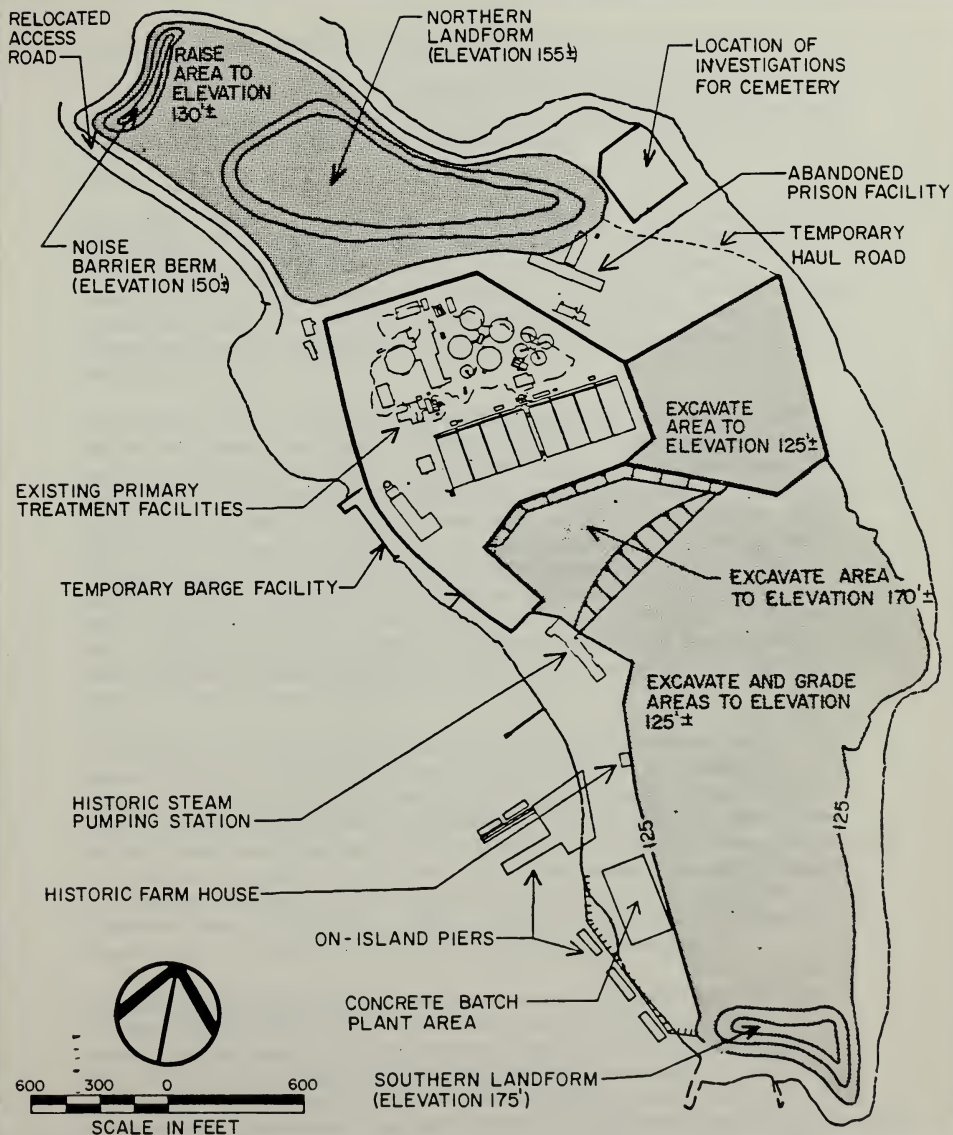 RELOCATED
ACCESS
ROAD
RAISE
AREA TO
ELEVATION
130'±
NORTHERN
LANDFORM
(ELEVATION 155'±)
LOCATION OF
INVESTIGATIONS
FOR CEMETERY
ABANDONED
PRISON FACILITY
TEMPORARY
HAUL ROAD
NOISE
BARRIER BERM
(ELEVATION 150'±)
EXCAVATE
AREA TO
ELEVATION 125'±
EXISTING PRIMARY
TREATMENT FACILITIES
TEMPORARY BARGE FACILITY
EXCAVATE AREA
TO ELEVATION 170'±
EXCAVATE AND GRADE
AREAS TO ELEVATION
125'±
HISTORIC STEAM
PUMPING STATION
125
125
HISTORIC FARM HOUSE
ON-ISLAND PIERS
CONCRETE BATCH
PLANT AREA
SOUTHERN LANDFORM
(ELEVATION 175')
600 300 0 600
SCALE IN FEET